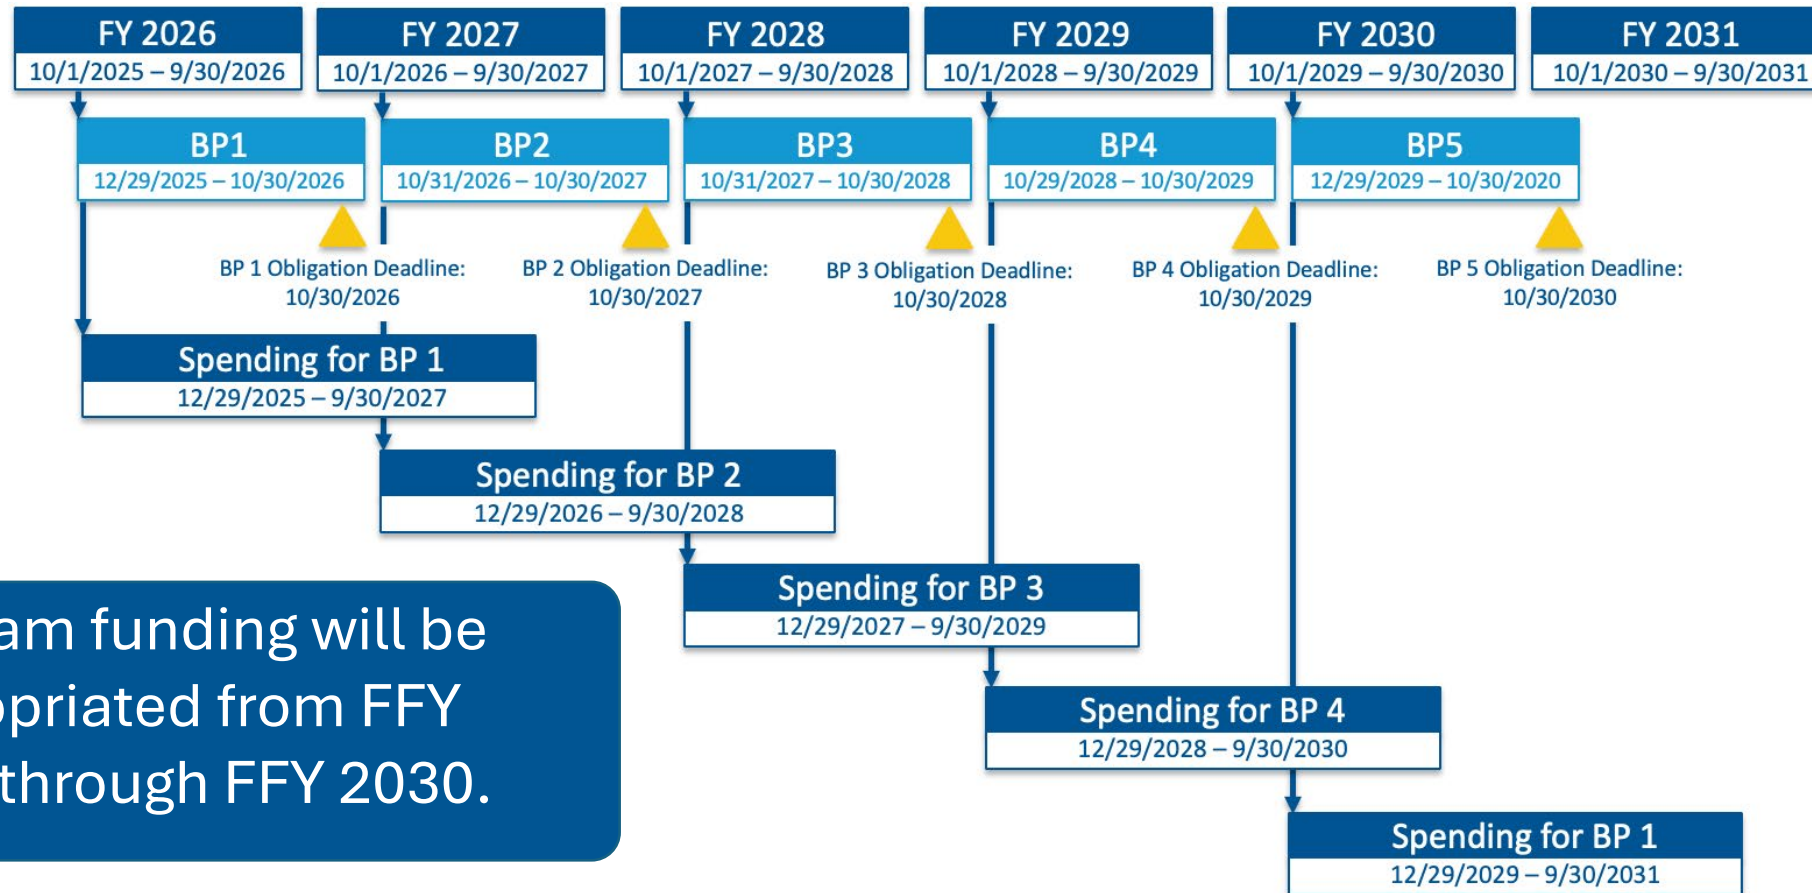 FY 2026
10/1/2025 – 9/30/2026
FY 2027
10/1/2026 – 9/30/2027
FY 2028
10/1/2027 – 9/30/2028
FY 2029
10/1/2028 – 9/30/2029
FY 2030
10/1/2029 – 9/30/2030
FY 2031
10/1/2030 – 9/30/2031
BP1
12/29/2025 – 10/30/2026
BP2
10/31/2026 – 10/30/2027
BP3
10/31/2027 – 10/30/2028
BP4
10/29/2028 – 10/30/2029
BP5
12/29/2029 – 10/30/2020
BP 1 Obligation Deadline:
10/30/2026
BP 2 Obligation Deadline:
10/30/2027
BP 3 Obligation Deadline:
10/30/2028
BP 4 Obligation Deadline:
10/30/2029
BP 5 Obligation Deadline:
10/30/2030
Spending for BP 1
12/29/2025 – 9/30/2027
Spending for BP 2
12/29/2026 – 9/30/2028
Spending for BP 3
12/29/2027 – 9/30/2029
Spending for BP 4
12/29/2028 – 9/30/2030
Spending for BP 1
12/29/2029 – 9/30/2031
am funding will be
opriated from FFY
through FFY 2030.